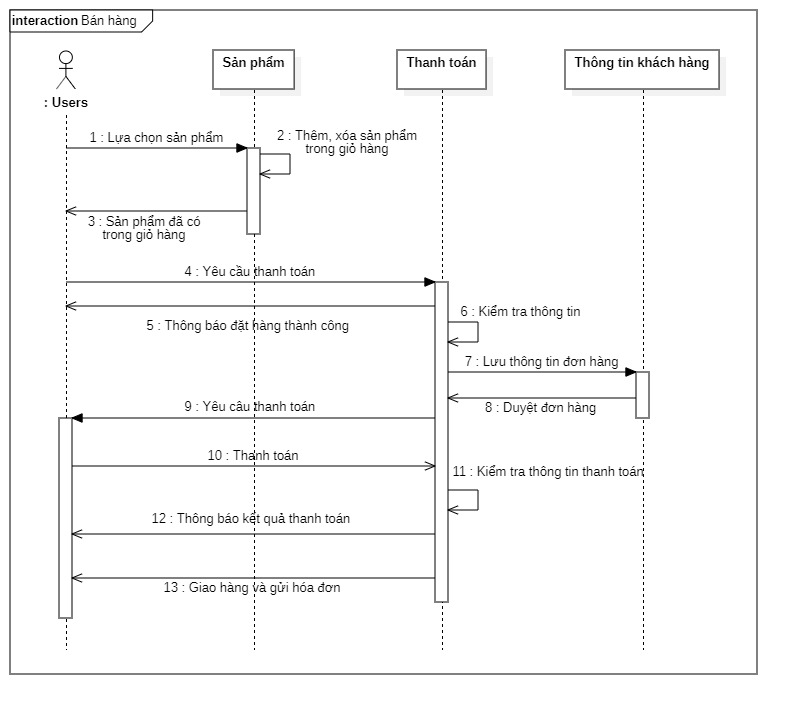 interaction Bán hàng
Sản phẩm
Thanh toán
Thông tin khách hàng
: Users
1 : Lựa chọn sản phẩm
2 : Thêm, xóa sản phẩm
trong giỏ hàng
3 : Sản phẩm đã có
trong giỏ hàng
4 : Yêu cầu thanh toán
5 : Thông báo đặt hàng thành công
6 : Kiểm tra thông tin
7 : Lưu thông tin đơn hàng
8 : Duyệt đơn hàng
9 : Yêu câu thanh toán
10 : Thanh toán
11 : Kiểm tra thông tin thanh toán
12 : Thông báo kết quả thanh toán
13 : Giao hàng và gửi hóa đơn